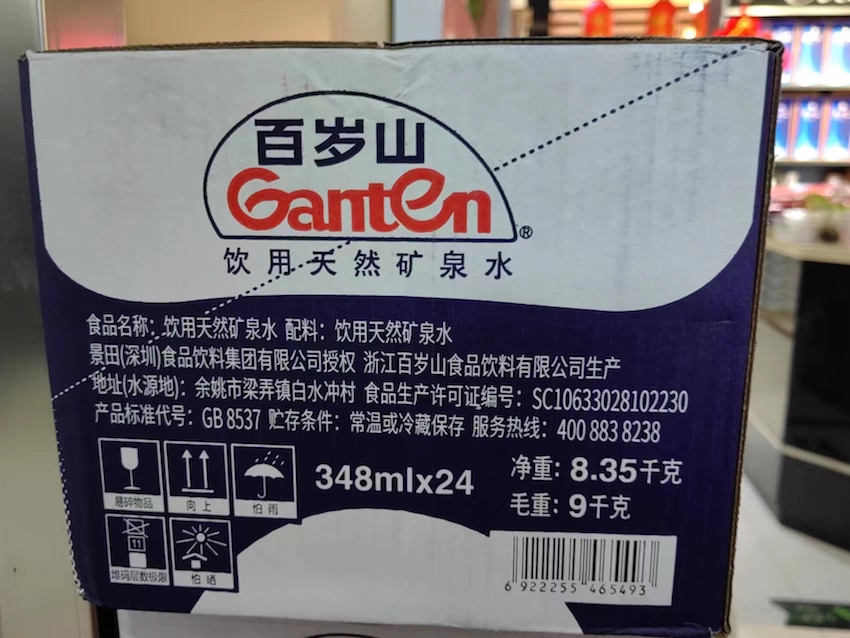 百岁山
Ganten®
饮用天然矿泉水
食品名称：饮用天然矿泉水 配料：饮用天然矿泉水
景田(深圳)食品饮料集团有限公司授权 浙江百岁山食品饮料有限公司生产
地址(水源地)：余姚市梁弄镇白水冲村 食品生产许可证编号：SC10633028102230
产品标准代号：GB 8537 贮存条件：常温或冷藏保存 服务热线：400 883 8238
易碎物品 向上 怕雨
堆码层数极限 怕晒
348mlx24
净重：8.35千克
毛重：9千克
6 922255 465493